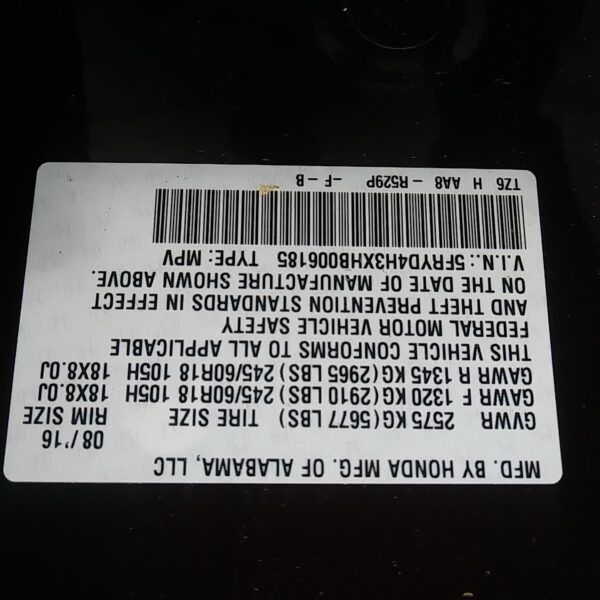 MFD. BY HONDA MFG. OF ALABAMA, LLC
08/'16
GVWR 2575 KG(5677 LBS) TIRE SIZE RIM SIZE
GAWR F 1320 KG(2910 LBS) 245/60R18 105H 18X8.0J
GAWR R 1345 KG(2965 LBS) 245/60R18 105H 18X8.0J
THIS VEHICLE CONFORMS TO ALL APPLICABLE
FEDERAL MOTOR VEHICLE SAFETY
AND THEFT PREVENTION STANDARDS IN EFFECT
ON THE DATE OF MANUFACTURE SHOWN ABOVE.
V.I.N.:5FRYD4H3XHB006185 TYPE: MPV
TZ6 H AA8 - R529P -F-B